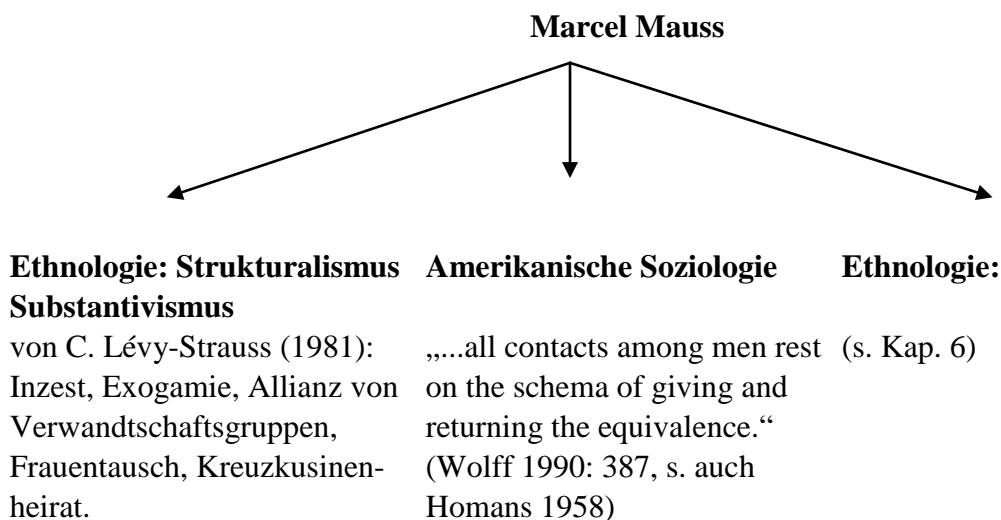 Marcel Mauss
Ethnologie: Strukturalismus Amerikanische Soziologie Ethnologie:
Substantivismus
von C. Lévy-Strauss (1981): „...all contacts among men rest (s. Kap. 6)
Inzest, Exogamie, Allianz von on the schema of giving and
Verwandtschaftsgruppen, returning the equivalence.“
Frauentausch, Kreuzkusinen- (Wolff 1990: 387, s. auch
heirat. Homans 1958)